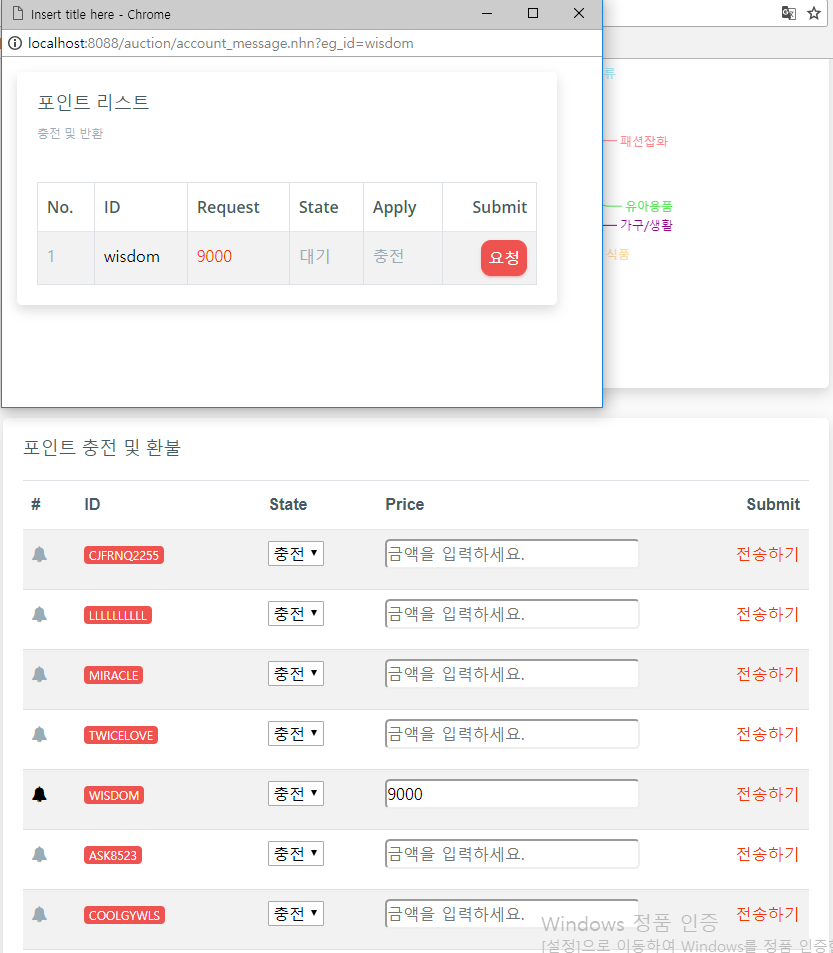 Insert title here - Chrome
localhost:8088/auction/account_message.nhn?eg_id=wisdom
포인트 리스트
충전 및 반환
No. ID Request State Apply Submit
1 wisdom 9000 대기 충전 요청
류
패션잡화
유아용품
가구/생활
식품
포인트 충전 및 환불
# ID State Price Submit
CJFRNQ2255 충전 금액을 입력하세요. 전송하기
LLLLLLLLLL 충전 금액을 입력하세요. 전송하기
MIRACLE 충전 금액을 입력하세요. 전송하기
TWICELOVE 충전 금액을 입력하세요. 전송하기
WISDOM 충전 9000 전송하기
ASK8523 충전 금액을 입력하세요. 전송하기
COOLGYWLS 충전 금액을 입력하세요. 전송하기
Windows 정품 인증
[설정]으로 이동하여 Windows를 정품 인증